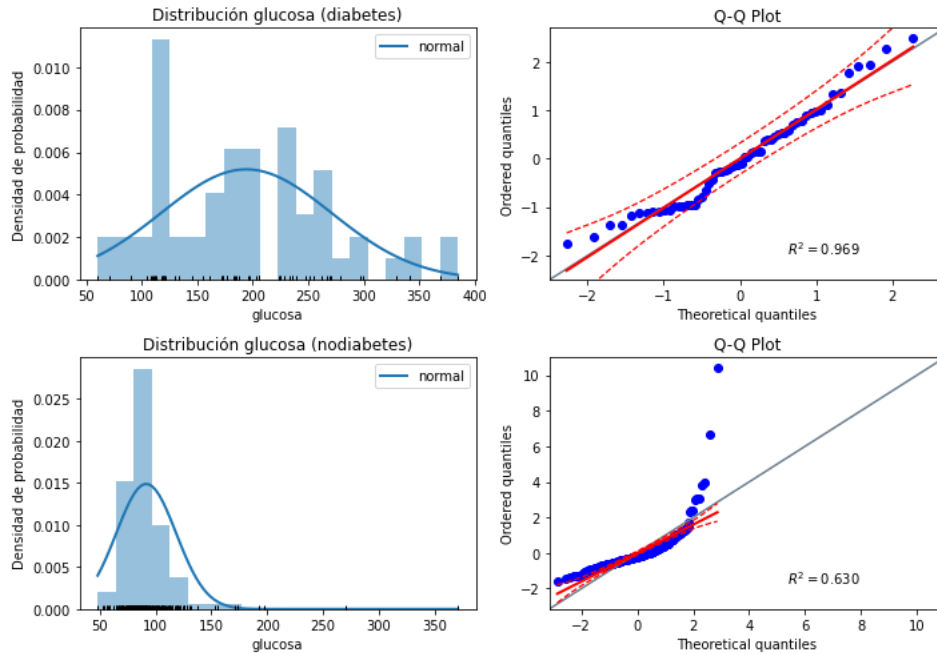 Distribución glucosa (diabetes)
normal
Densidad de probabilidad
0.010
0.008
0.006
0.004
0.002
0.000
50 100 150 200 250 300 350 400
glucosa
Q-Q Plot
Ordered quantiles
2
1
0
−1
−2
R² = 0.969
−2 −1 0 1 2
Theoretical quantiles
Distribución glucosa (nodiabetes)
normal
Densidad de probabilidad
0.025
0.020
0.015
0.010
0.005
0.000
50 100 150 200 250 300 350
glucosa
Q-Q Plot
Ordered quantiles
10
8
6
4
2
0
−2
R² = 0.630
−2 0 2 4 6 8 10
Theoretical quantiles